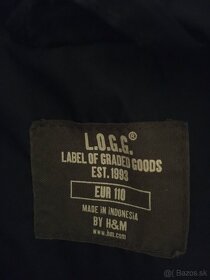 L.O.G.G.®
LABEL OF GRADED GOODS
EST. 1993
EUR 110
MADE IN INDONESIA
BY H&M
www.hm.com
Bazos.sk